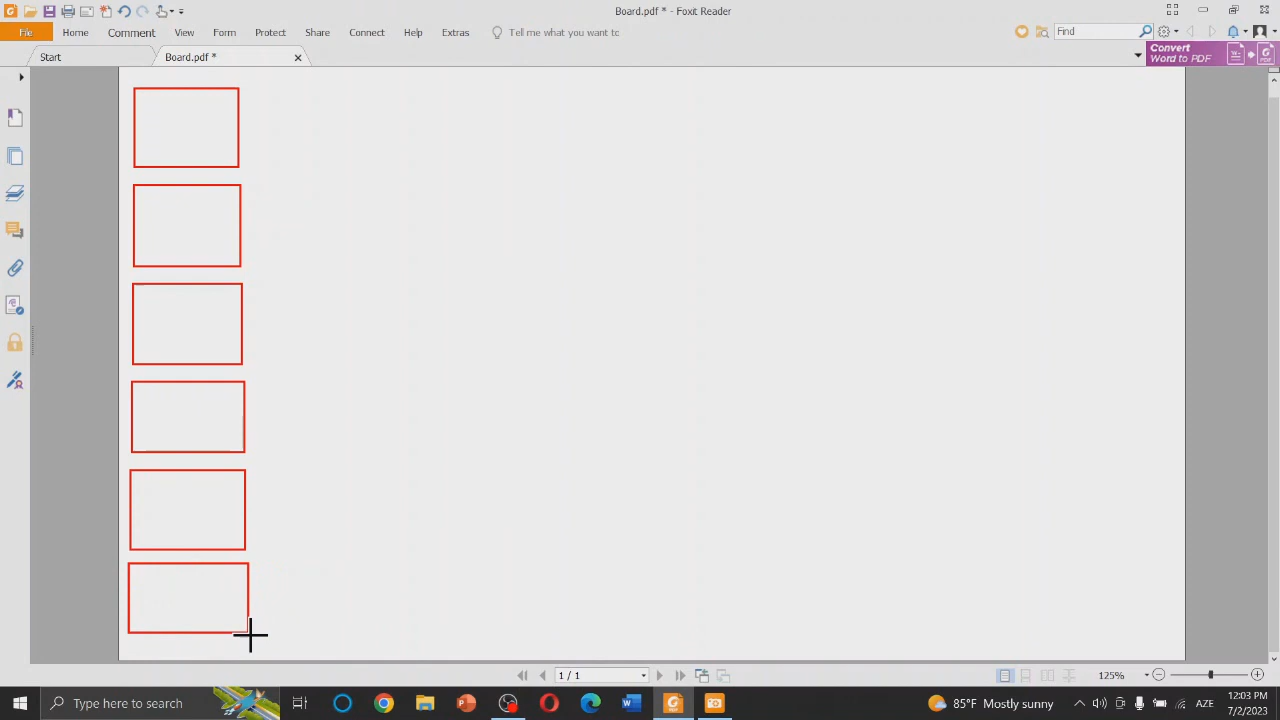 Board.pdf * - Foxit Reader
File Home Comment View Form Protect Share Connect Help Extras Tell me what you want to Find
Start Board.pdf * Convert
Word to PDF
1 / 1 125%
Type here to search 85°F Mostly sunny AZE 12:03 PM
7/2/2023